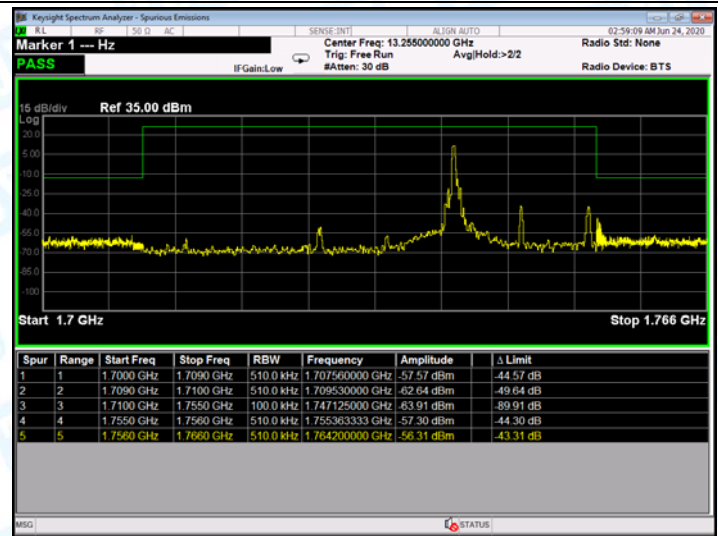 Keysight Spectrum Analyzer - Spurious Emissions
RL RF 50 Ω AC SENSE:INT ALIGN AUTO 02:59:09 AM Jun 24, 2020
Marker 1 --- Hz Center Freq: 13.255000000 GHz Radio Std: None
Trig: Free Run Avg|Hold:>2/2
PASS IFGain:Low #Atten: 30 dB Radio Device: BTS
15 dB/div Ref 35.00 dBm
Log
20.0
5.00
-10.0
-25.0
-40.0
-55.0
-70.0
-85.0
-100
Start 1.7 GHz Stop 1.766 GHz
Spur Range Start Freq Stop Freq RBW Frequency Amplitude Δ Limit
1 1 1.7000 GHz 1.7090 GHz 510.0 kHz 1.707560000 GHz -57.57 dBm -44.57 dB
2 2 1.7090 GHz 1.7100 GHz 510.0 kHz 1.709530000 GHz -62.64 dBm -49.64 dB
3 3 1.7100 GHz 1.7550 GHz 100.0 kHz 1.747125000 GHz -63.91 dBm -89.91 dB
4 4 1.7550 GHz 1.7560 GHz 510.0 kHz 1.755363333 GHz -57.30 dBm -44.30 dB
5 5 1.7560 GHz 1.7660 GHz 510.0 kHz 1.764200000 GHz -56.31 dBm -43.31 dB
MSG STATUS